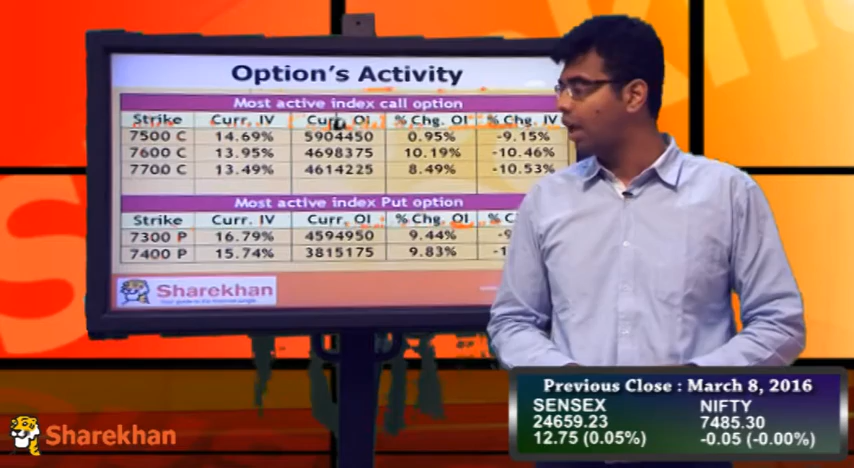 Option's Activity
Most active index call option
Strike Curr. IV Curr. OI % Chg. OI % Chg. IV
7500 C 14.69% 5904450 0.95% -9.15%
7600 C 13.95% 4698375 10.19% -10.46%
7700 C 13.49% 4614225 8.49% -10.53%
Most active index Put option
Strike Curr. IV Curr. OI % Chg. OI
7300 P 16.79% 4594950 9.44%
7400 P 15.74% 3815175 9.83%
Sharekhan
Previous Close : March 8, 2016
SENSEX NIFTY
24659.23 7485.30
12.75 (0.05%) -0.05 (-0.00%)
Sharekhan